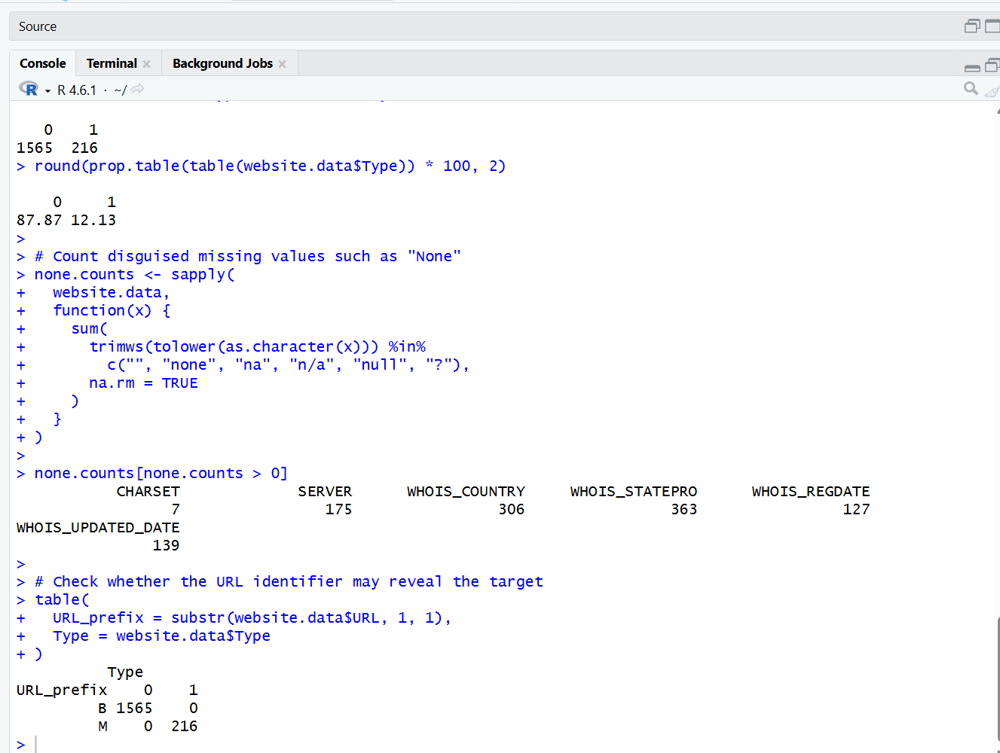 Source
Console Terminal Background Jobs
R 4.6.1 · ~/
   0    1
1565  216
> round(prop.table(table(website.data$Type)) * 100, 2)
    0     1
87.87 12.13
>
> # Count disguised missing values such as "None"
> none.counts <- sapply(
+   website.data,
+   function(x) {
+     sum(
+       trimws(tolower(as.character(x))) %in%
+         c("", "none", "na", "n/a", "null", "?"),
+       na.rm = TRUE
+     )
+   }
+ )
>
> none.counts[none.counts > 0]
           CHARSET             SERVER      WHOIS_COUNTRY     WHOIS_STATEPRO      WHOIS_REGDATE
                 7                175                306                363                127
WHOIS_UPDATED_DATE
               139
>
> # Check whether the URL identifier may reveal the target
> table(
+   URL_prefix = substr(website.data$URL, 1, 1),
+   Type = website.data$Type
+ )
          Type
URL_prefix    0    1
         B 1565    0
         M    0  216
>